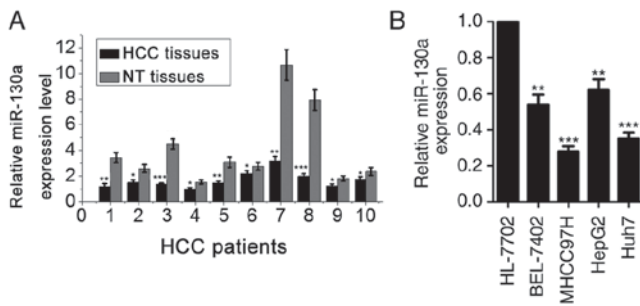 A
Relative miR-130a
expression level
12
10
8
6
4
2
0
HCC tissues
NT tissues
** * *** * ** * ** *** * *
0 1 2 3 4 5 6 7 8 9 10
HCC patients
B
Relative miR-130a
expression
1.0
0.8
0.6
0.4
0.2
0.0
** *** ** ***
HL-7702
BEL-7402
MHCC97H
HepG2
Huh7